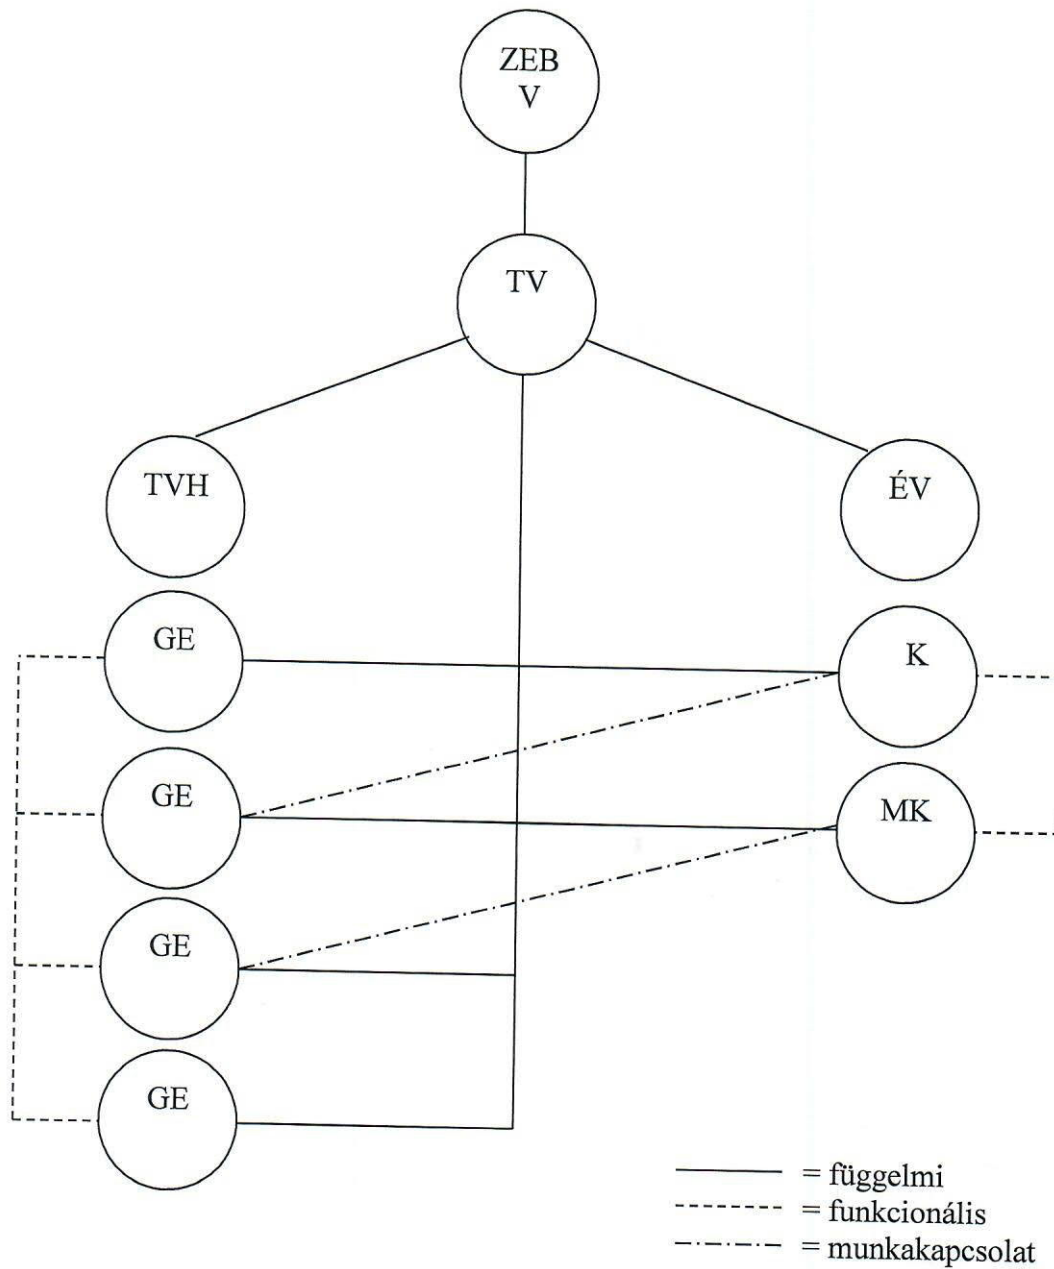 ZEB
V
TV
TVH
ÉV
GE
K
GE
MK
GE
GE
= függelmi
= funkcionális
= munkakapcsolat